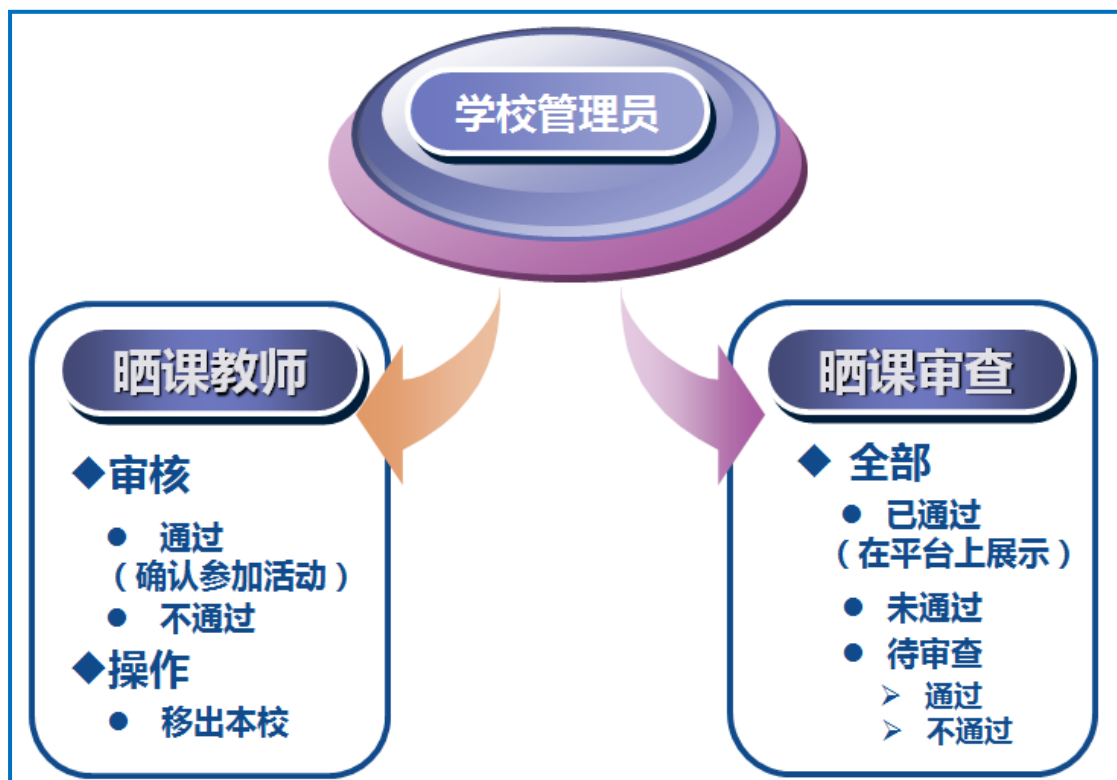 学校管理员
晒课教师
◆审核
● 通过
（确认参加活动）
● 不通过
◆操作
● 移出本校
晒课审查
◆ 全部
● 已通过
（在平台上展示）
● 未通过
● 待审查
➢ 通过
➢ 不通过